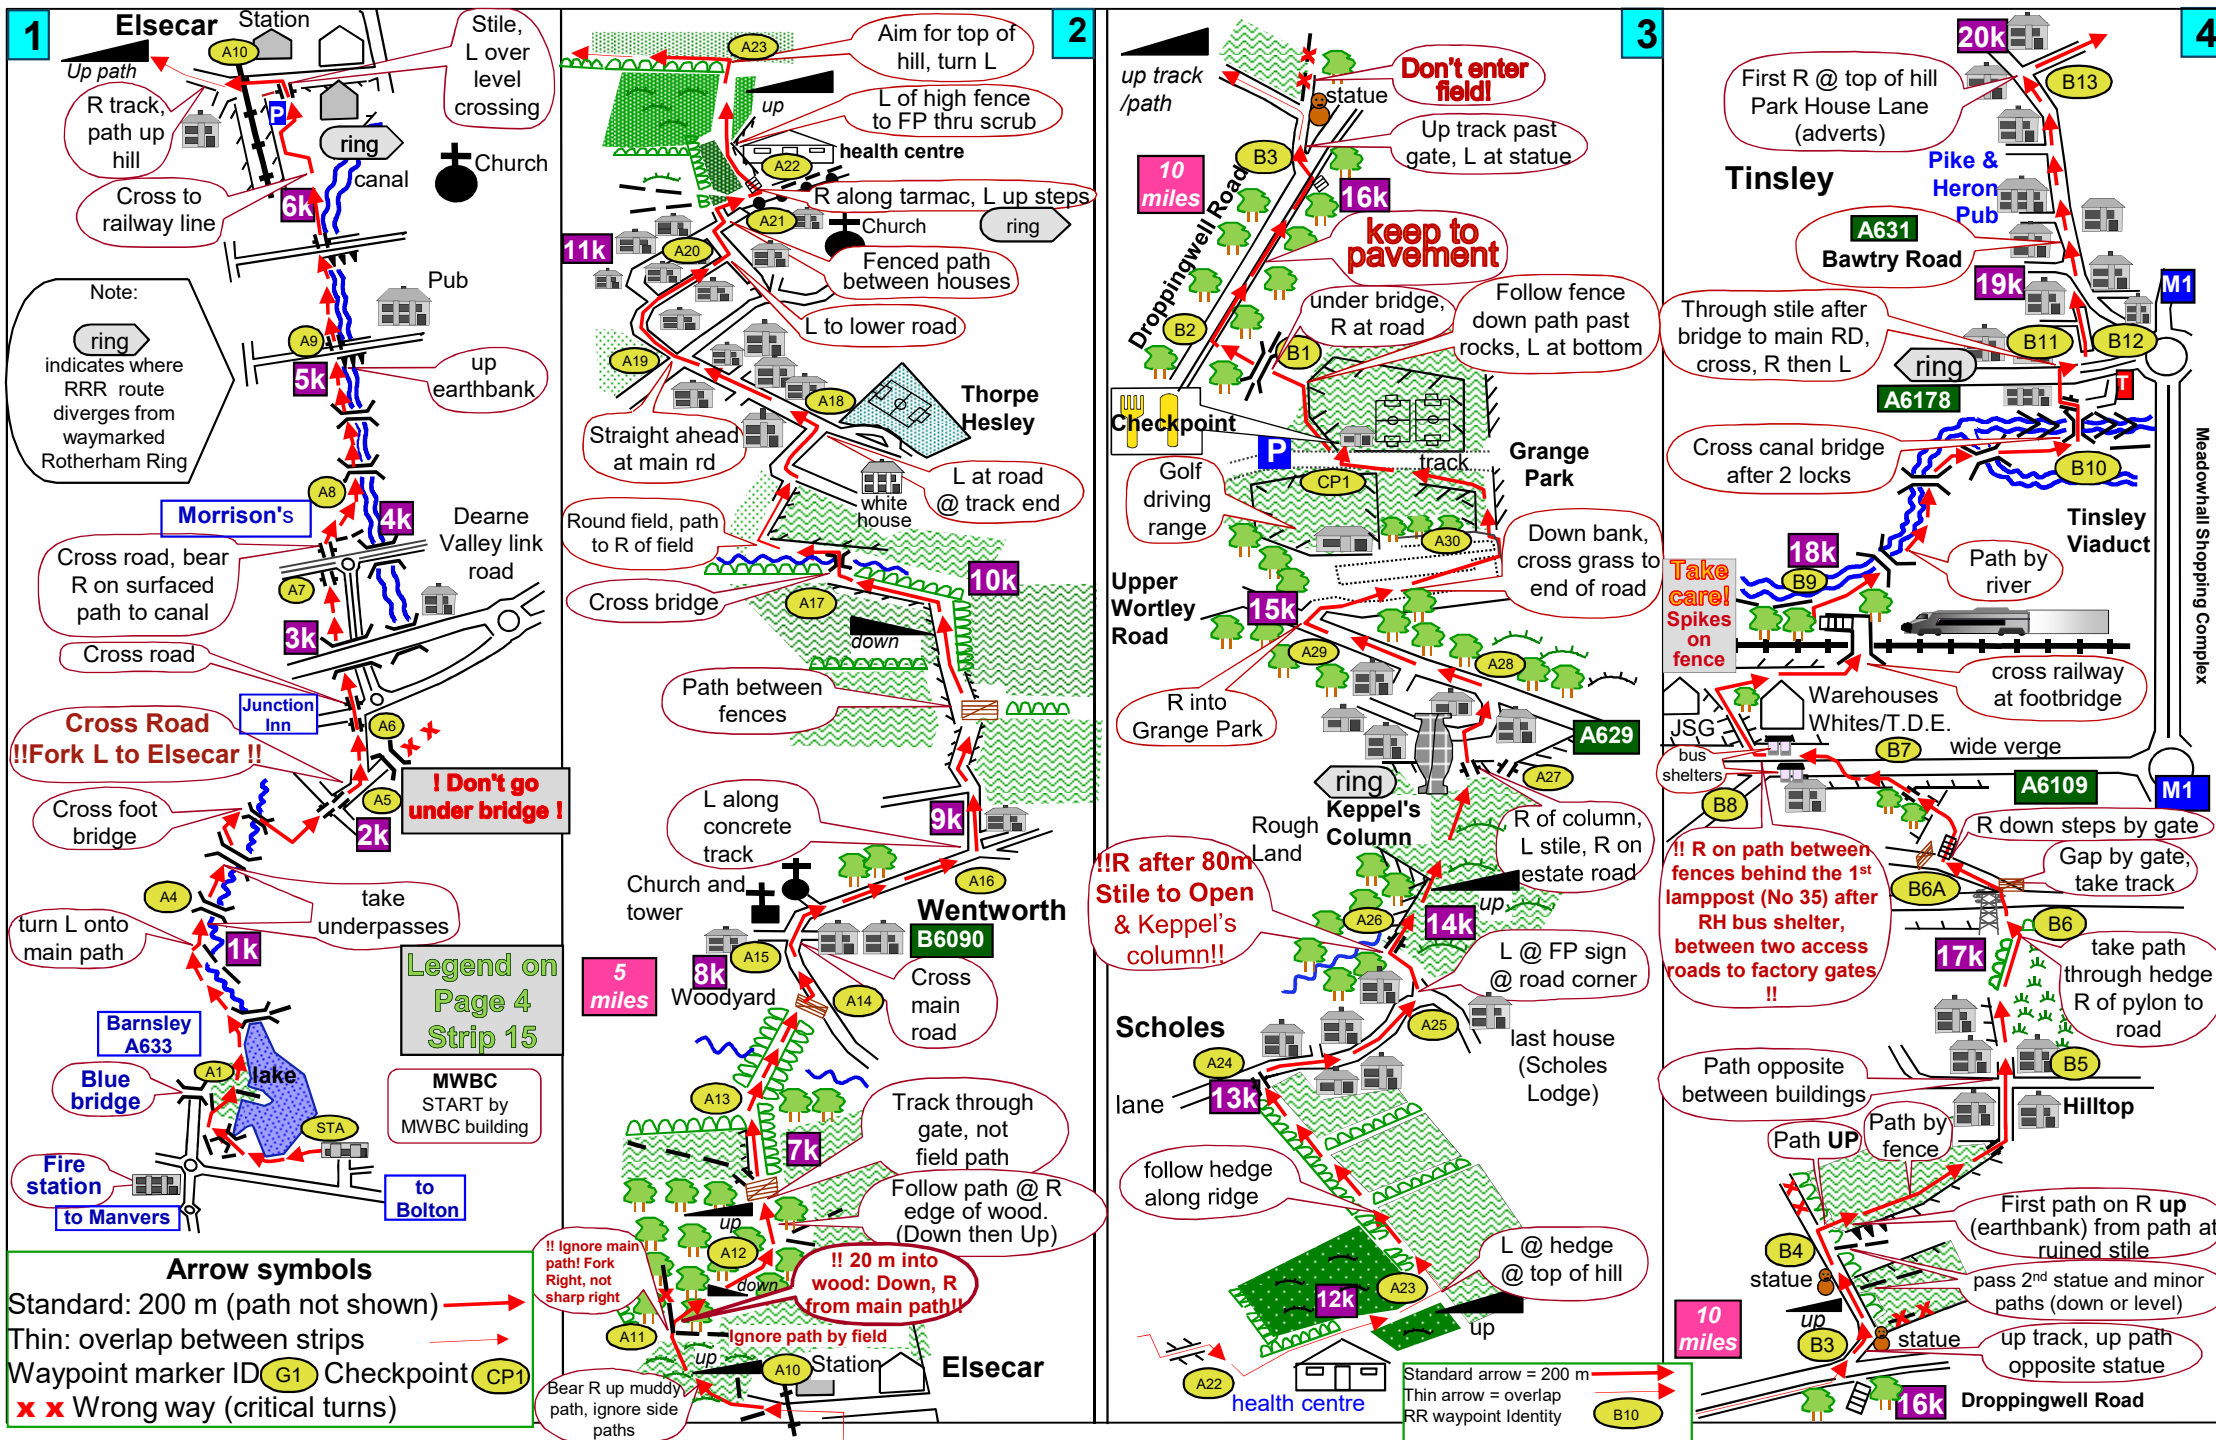 1
Elsecar
Station
A10
Up path
R track,
path up
hill
P
Stile,
L over
level
crossing
ring
canal
Church
Cross to
railway line
6k
Pub
Note:
ring
indicates where
RRR route
diverges from
waymarked
Rotherham Ring
A9
5k
up
earthbank
A8
Morrison's
4k
Dearne
Valley link
road
Cross road, bear
R on surfaced
path to canal
A7
3k
Cross road
Junction
Inn
A6
Cross Road
!!Fork L to Elsecar !!
A5
! Don't go
under bridge !
Cross foot
bridge
2k
A4
take
underpasses
turn L onto
main path
1k
Legend on
Page 4
Strip 15
Barnsley
A633
A1
lake
Blue
bridge
MWBC
START by
MWBC building
STA
Fire
station
to Manvers
to
Bolton
Arrow symbols
Standard: 200 m (path not shown)
Thin: overlap between strips
Waypoint marker ID G1 Checkpoint CP1
x x Wrong way (critical turns)
2
A23
Aim for top of
hill, turn L
up
L of high fence
to FP thru scrub
health centre
A22
R along tarmac, L up steps
A21
Church
ring
11k
A20
Fenced path
between houses
L to lower road
A19
Thorpe
Hesley
A18
Straight ahead
at main rd
L at road
@ track end
white
house
Round field, path
to R of field
10k
Cross bridge
A17
down
Path between
fences
L along
concrete
track
9k
Church and
tower
A16
Wentworth
B6090
A15
5
miles
8k
Woodyard
A14
Cross
main
road
A13
Track through
gate, not
field path
7k
Follow path @ R
edge of wood.
(Down then Up)
up
A12
!! Ignore main
path! Fork
Right, not
sharp right
!! 20 m into
wood: Down, R
from main path!!
down
A11
Ignore path by field
up
A10
Station
Elsecar
Bear R up muddy
path, ignore side
paths
3
up track
/path
Don't enter
field!
statue
Up track past
gate, L at statue
B3
10
miles
16k
Droppingwell Road
keep to
pavement
B2
under bridge,
R at road
Follow fence
down path past
rocks, L at bottom
B1
Checkpoint
P
Grange
Park
track
CP1
Golf
driving
range
A30
Down bank,
cross grass to
end of road
Upper
Wortley
Road
15k
A29
A28
R into
Grange Park
A629
ring
A27
Keppel's
Column
Rough
Land
R of column,
L stile, R on
estate road
!!R after 80m
Stile to Open
& Keppel's
column!!
up
A26
14k
L @ FP sign
@ road corner
Scholes
A25
last house
(Scholes
Lodge)
A24
lane
13k
follow hedge
along ridge
L @ hedge
@ top of hill
A23
12k
up
A22
health centre
Standard arrow = 200 m
Thin arrow = overlap
RR waypoint Identity B10
4
20k
First R @ top of hill
Park House Lane
(adverts)
B13
Tinsley
Pike &
Heron
Pub
A631
Bawtry Road
19k
M1
Through stile after
bridge to main RD,
cross, R then L
B11
B12
ring
T
A6178
Cross canal bridge
after 2 locks
B10
Meadowhall Shopping Complex
Tinsley
Viaduct
18k
Path by
river
Take
care!
Spikes
on
fence
B9
cross railway
at footbridge
Warehouses
Whites/T.D.E.
JSG
B7
wide verge
bus
shelters
B8
A6109
M1
R down steps by gate
!! R on path between
fences behind the 1st
lamppost (No 35) after
RH bus shelter,
between two access
roads to factory gates
!!
Gap by gate,
take track
B6A
B6
17k
take path
through hedge
R of pylon to
road
Path opposite
between buildings
B5
Hilltop
Path UP
Path by
fence
First path on R up
(earthbank) from path at
ruined stile
B4
statue
pass 2nd statue and minor
paths (down or level)
10
miles
up
B3
statue
up track, up path
opposite statue
16k
Droppingwell Road